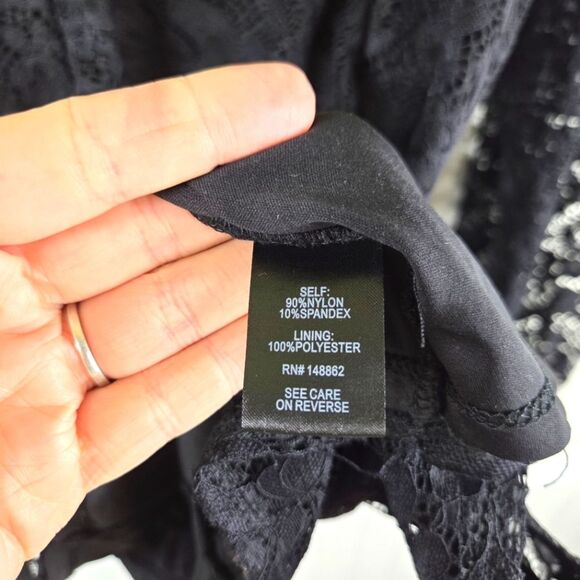 SELF:
90%NYLON
10%SPANDEX
LINING:
100%POLYESTER
RN# 148862
SEE CARE
ON REVERSE